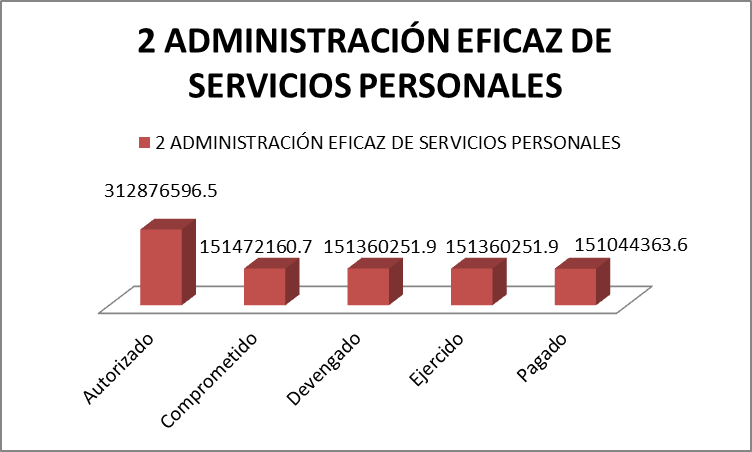 2 ADMINISTRACIÓN EFICAZ DE
SERVICIOS PERSONALES
2 ADMINISTRACIÓN EFICAZ DE SERVICIOS PERSONALES
312876596.5
151472160.7
151360251.9
151360251.9
151044363.6
Autorizado
Comprometido
Devengado
Ejercido
Pagado